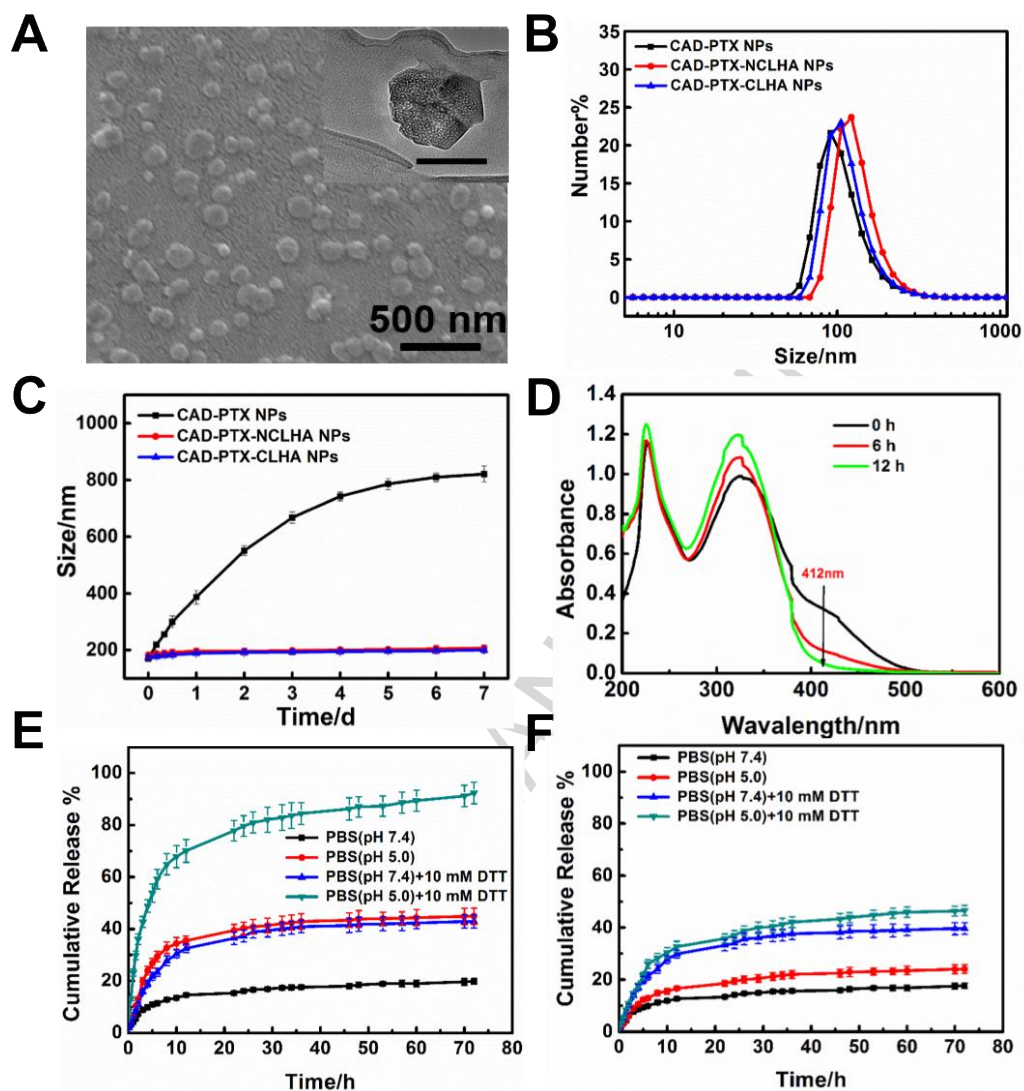 A
500 nm
B
35
30
25
20
15
10
5
0
Number%
CAD-PTX NPs
CAD-PTX-NCLHA NPs
CAD-PTX-CLHA NPs
10
100
1000
Size/nm
C
1000
800
600
400
200
Size/nm
CAD-PTX NPs
CAD-PTX-NCLHA NPs
CAD-PTX-CLHA NPs
0 1 2 3 4 5 6 7
Time/d
D
1.4
1.2
1.0
0.8
0.6
0.4
0.2
0.0
Absorbance
0 h
6 h
12 h
412nm
200 300 400 500 600
Wavalength/nm
E
100
80
60
40
20
0
Cumulative Release %
PBS(pH 7.4)
PBS(pH 5.0)
PBS(pH 7.4)+10 mM DTT
PBS(pH 5.0)+10 mM DTT
0 10 20 30 40 50 60 70 80
Time/h
F
100
80
60
40
20
0
Cumulative Release %
PBS(pH 7.4)
PBS(pH 5.0)
PBS(pH 7.4)+10 mM DTT
PBS(pH 5.0)+10 mM DTT
0 10 20 30 40 50 60 70 80
Time/h